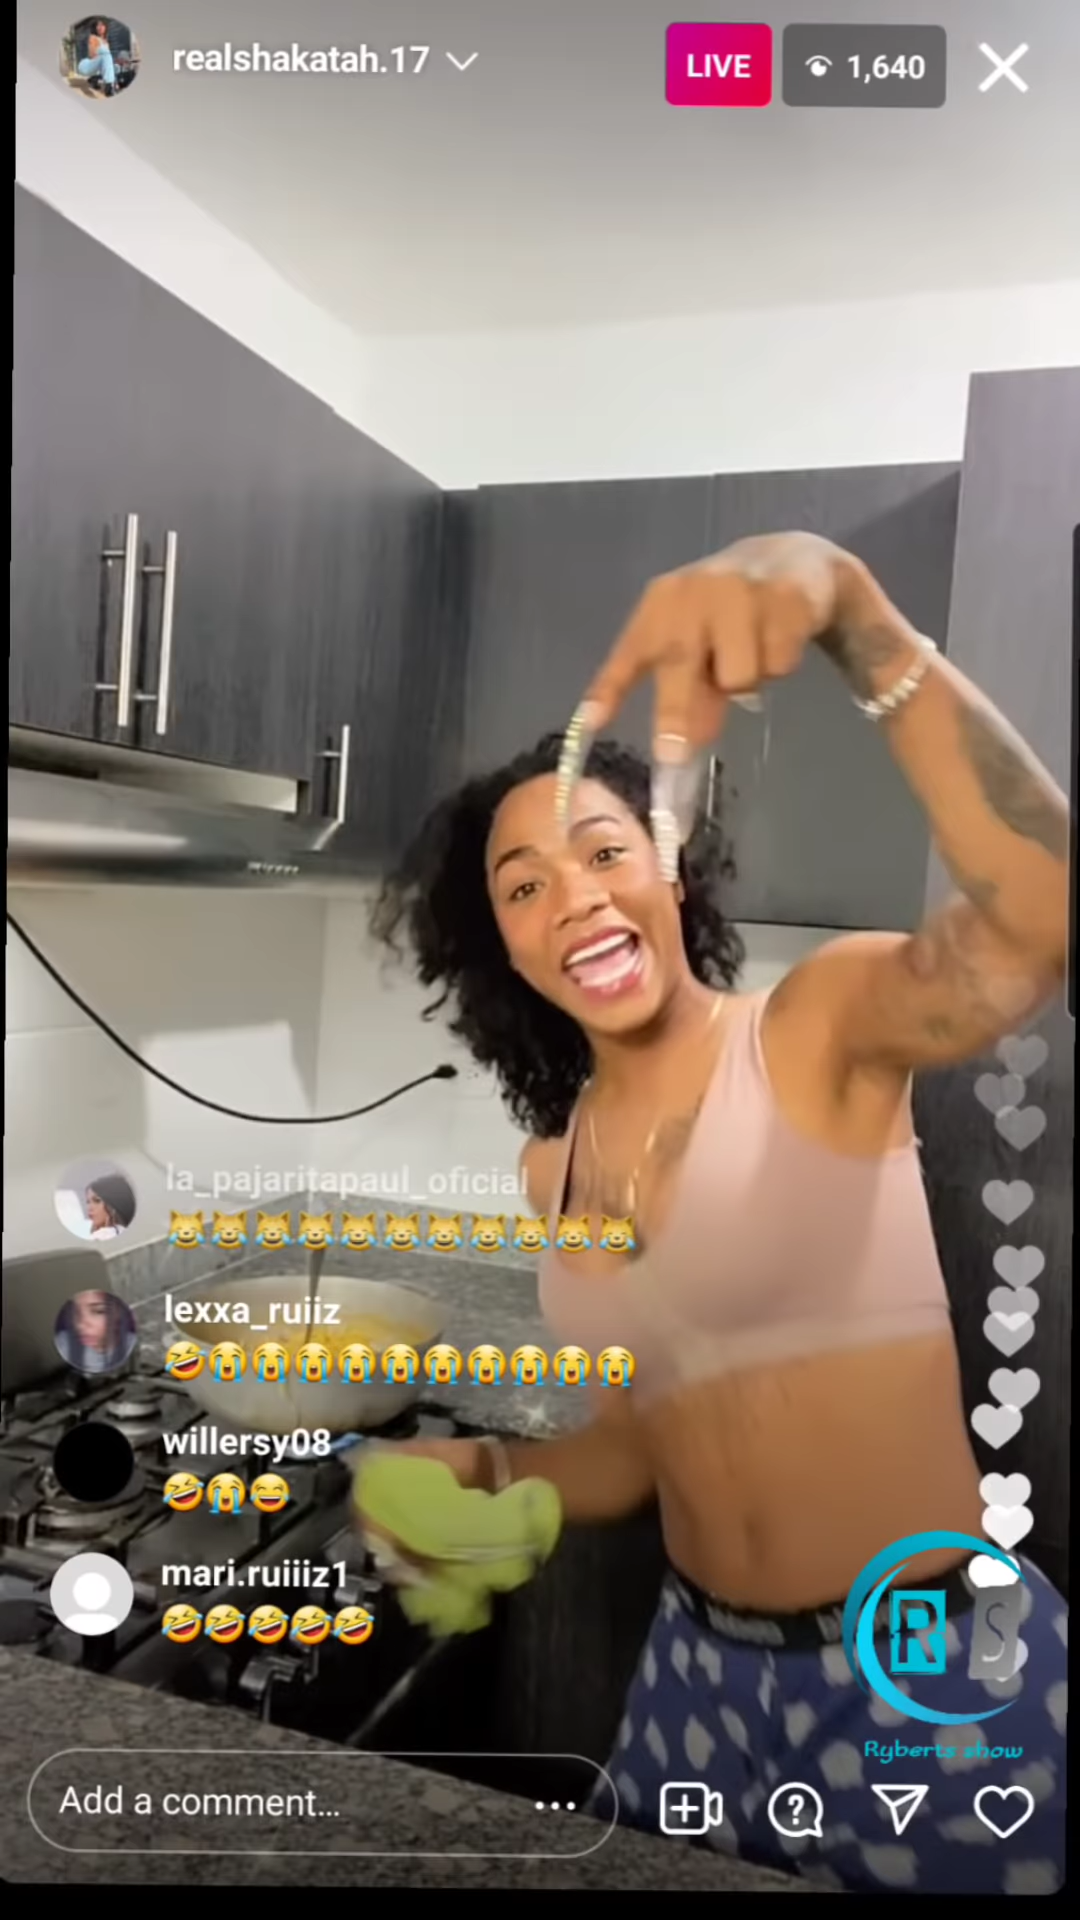 realshakatah.17
LIVE
1,640
la_pajaritapaul_oficial
😹😹😹😹😹😹😹😹😹😹😹
lexxa_ruiiz
🤣😭😭😭😭😭😭😭😭😭😭
willersy08
🤣😭😂
mari.ruiiiz1
🤣🤣🤣🤣🤣
R S
Ryberts show
Add a comment...